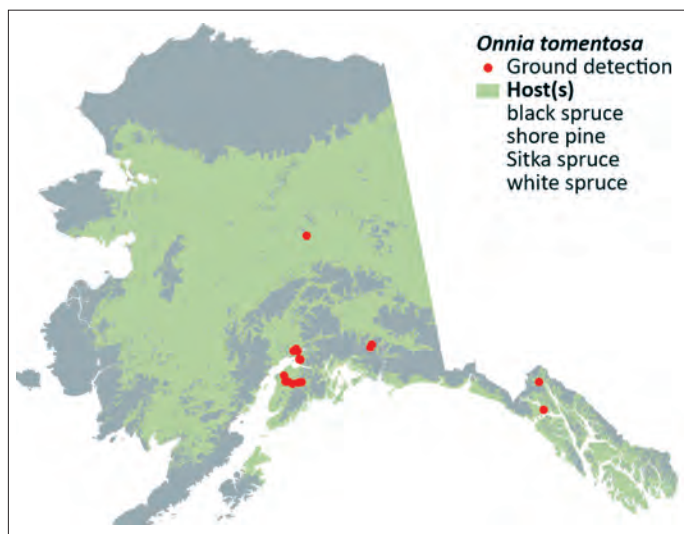 Onnia tomentosa
Ground detection
Host(s)
black spruce
shore pine
Sitka spruce
white spruce